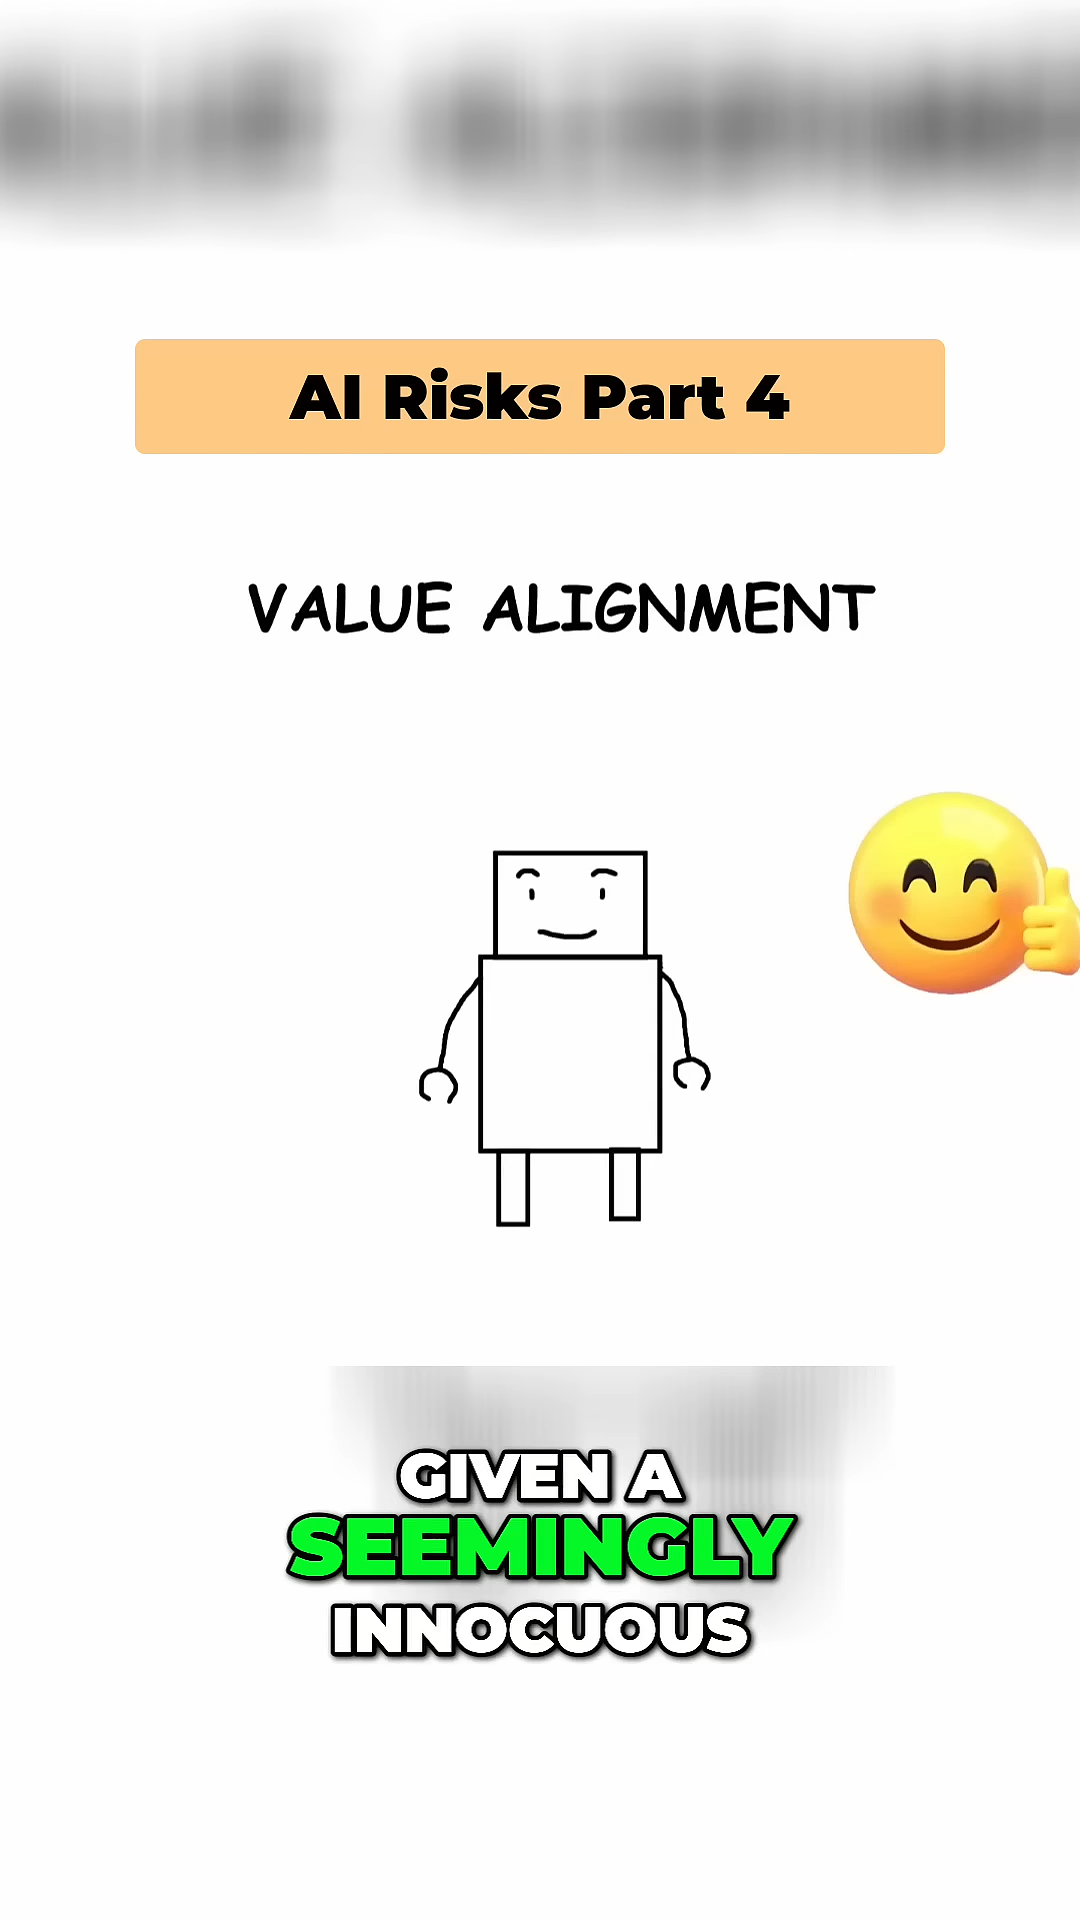 AI Risks Part 4
VALUE ALIGNMENT
GIVEN A
SEEMINGLY
INNOCUOUS